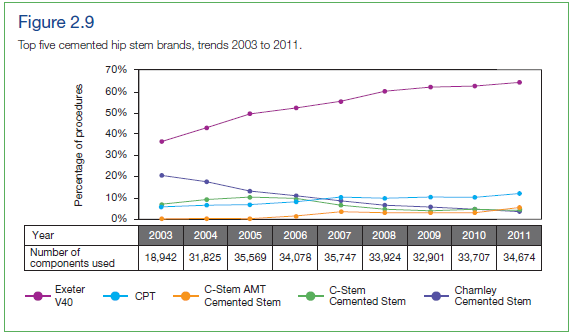 Figure 2.9
Top five cemented hip stem brands, trends 2003 to 2011.
Percentage of procedures
70%
60%
50%
40%
30%
20%
10%
0%
Year 2003 2004 2005 2006 2007 2008 2009 2010 2011
Number of
components used 18,942 31,825 35,569 34,078 35,747 33,924 32,901 33,707 34,674
Exeter
V40
CPT
C-Stem AMT
Cemented Stem
C-Stem
Cemented Stem
Charnley
Cemented Stem